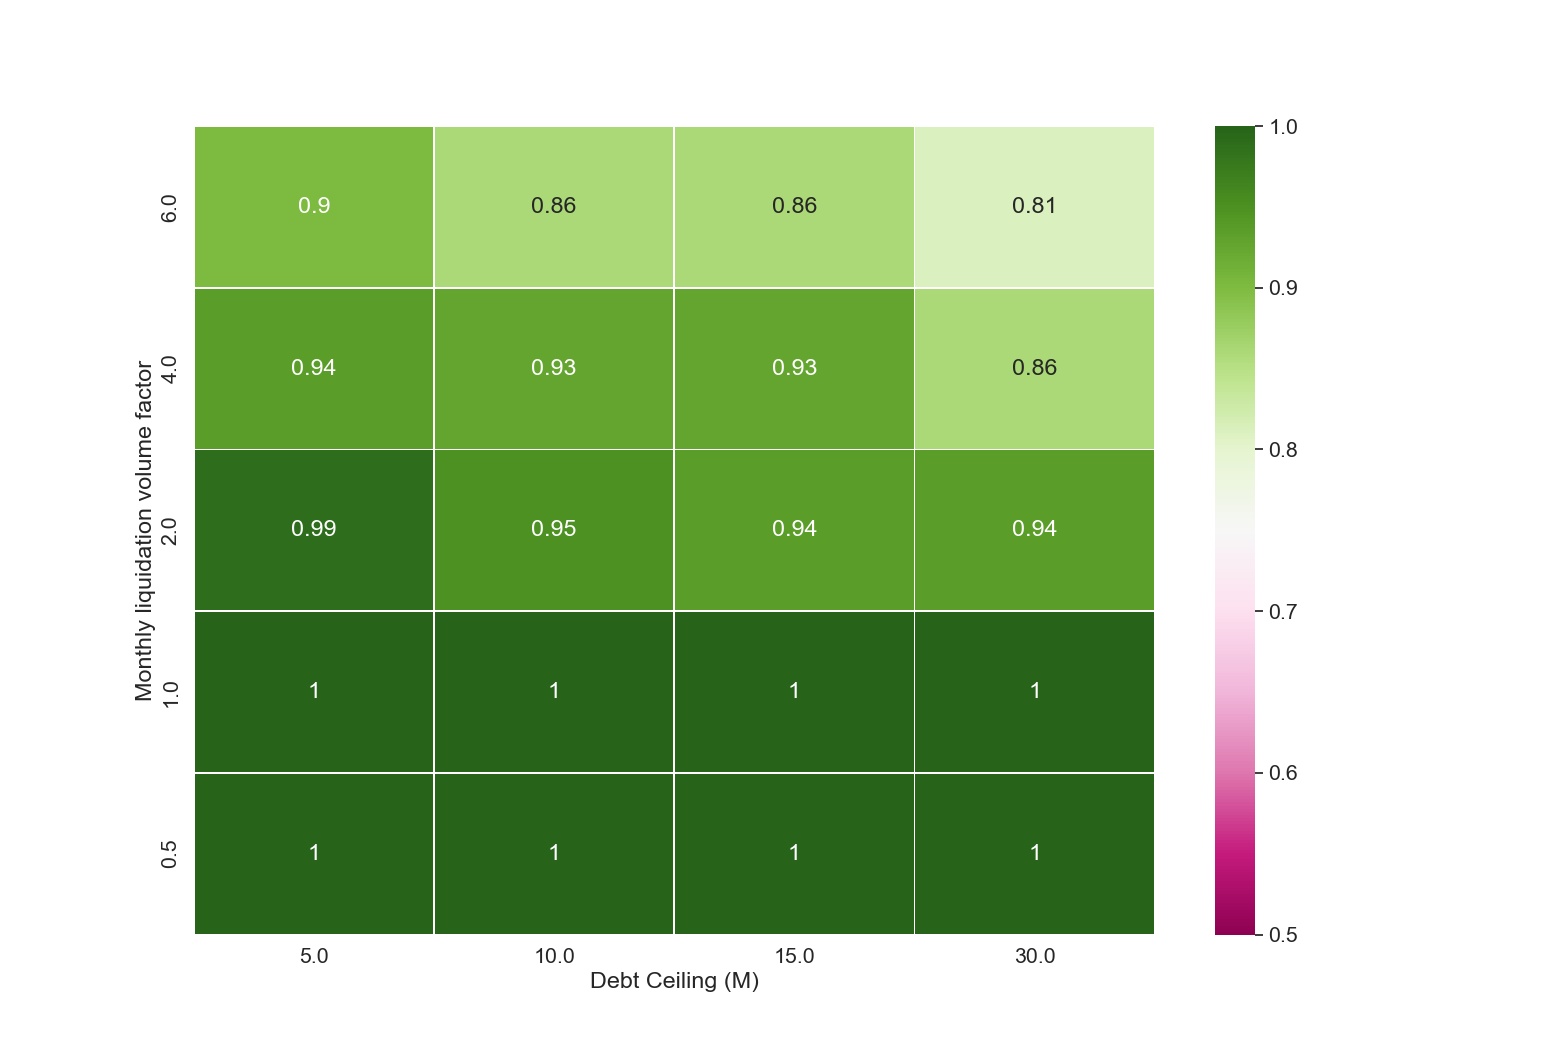 1.0
6.0 0.9 0.86 0.86 0.81
0.9
4.0 0.94 0.93 0.93 0.86
0.8
Monthly liquidation volume factor
2.0 0.99 0.95 0.94 0.94
0.7
1.0 1 1 1 1
0.6
0.5 1 1 1 1
0.5
5.0 10.0 15.0 30.0
Debt Ceiling (M)